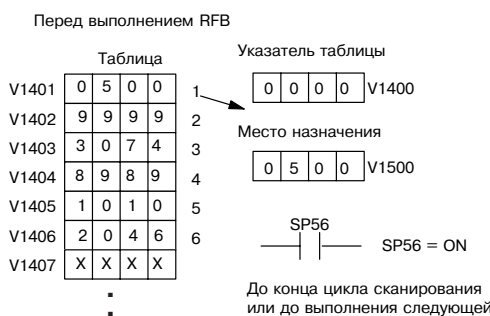 Перед выполнением RFB
Таблица
Указатель таблицы
V1401 0 5 0 0 1
0 0 0 0 V1400
V1402 9 9 9 9 2
Место назначения
V1403 3 0 7 4 3
V1404 8 9 8 9 4
0 5 0 0 V1500
V1405 1 0 1 0 5
V1406 2 0 4 6 6
SP56
SP56 = ON
V1407 X X X X
До конца цикла сканирования
или до выполнения следующей